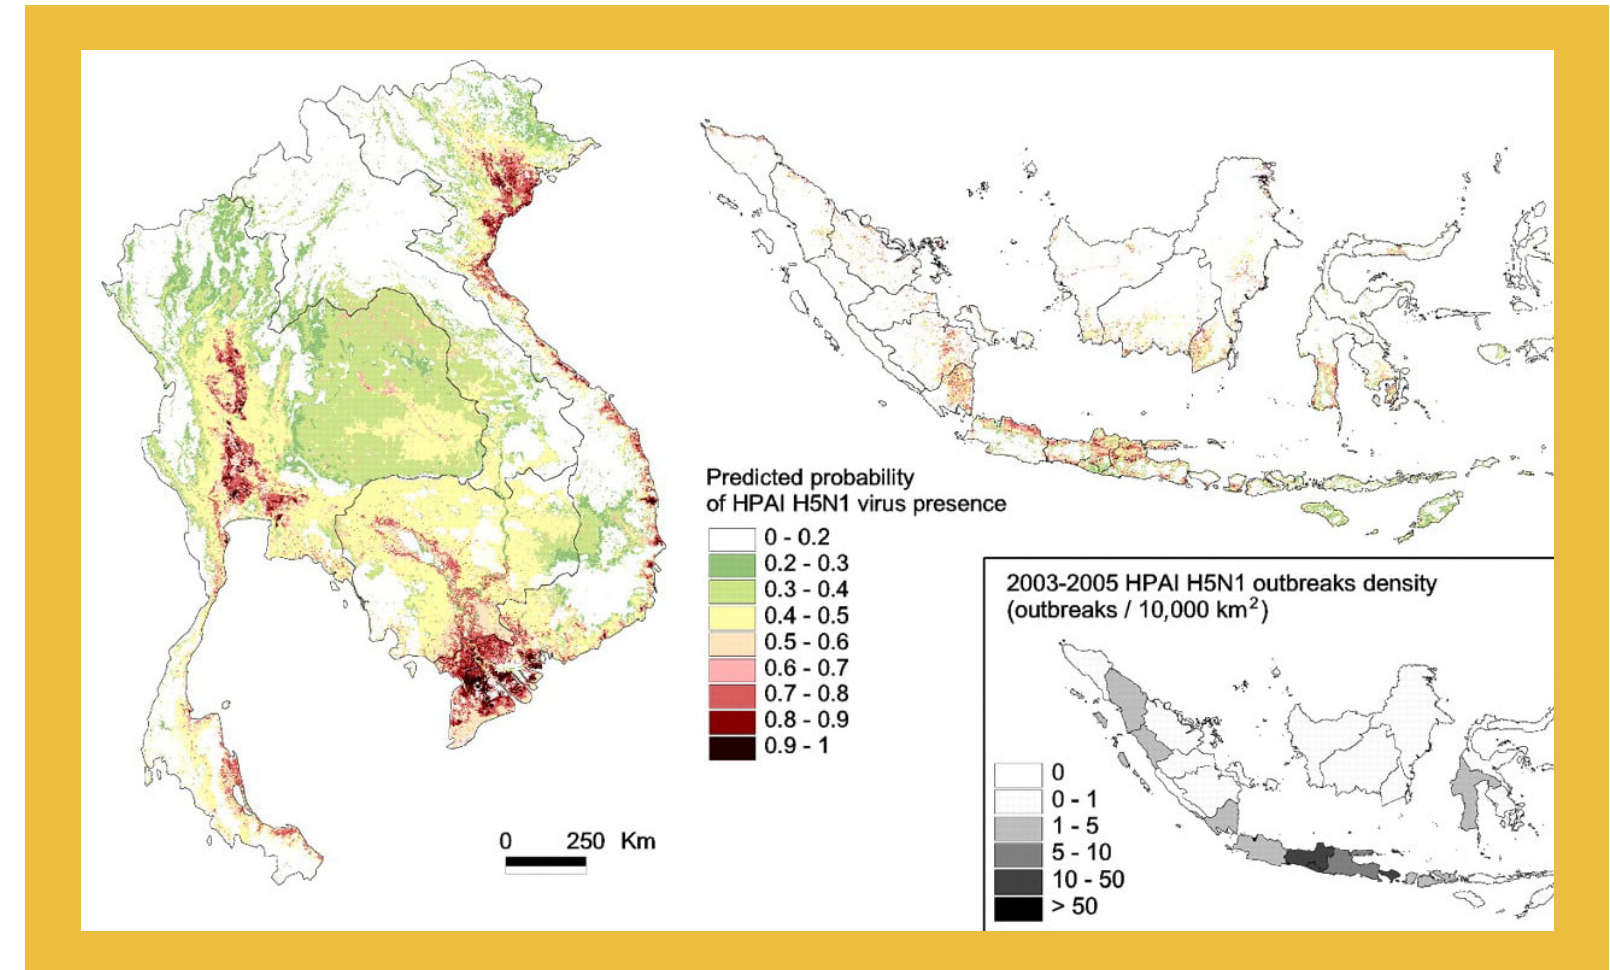 Predicted probability
of HPAI H5N1 virus presence
0 - 0.2
0.2 - 0.3
0.3 - 0.4
0.4 - 0.5
0.5 - 0.6
0.6 - 0.7
0.7 - 0.8
0.8 - 0.9
0.9 - 1
0 250 Km
2003-2005 HPAI H5N1 outbreaks density
(outbreaks / 10,000 km²)
0
0 - 1
1 - 5
5 - 10
10 - 50
> 50